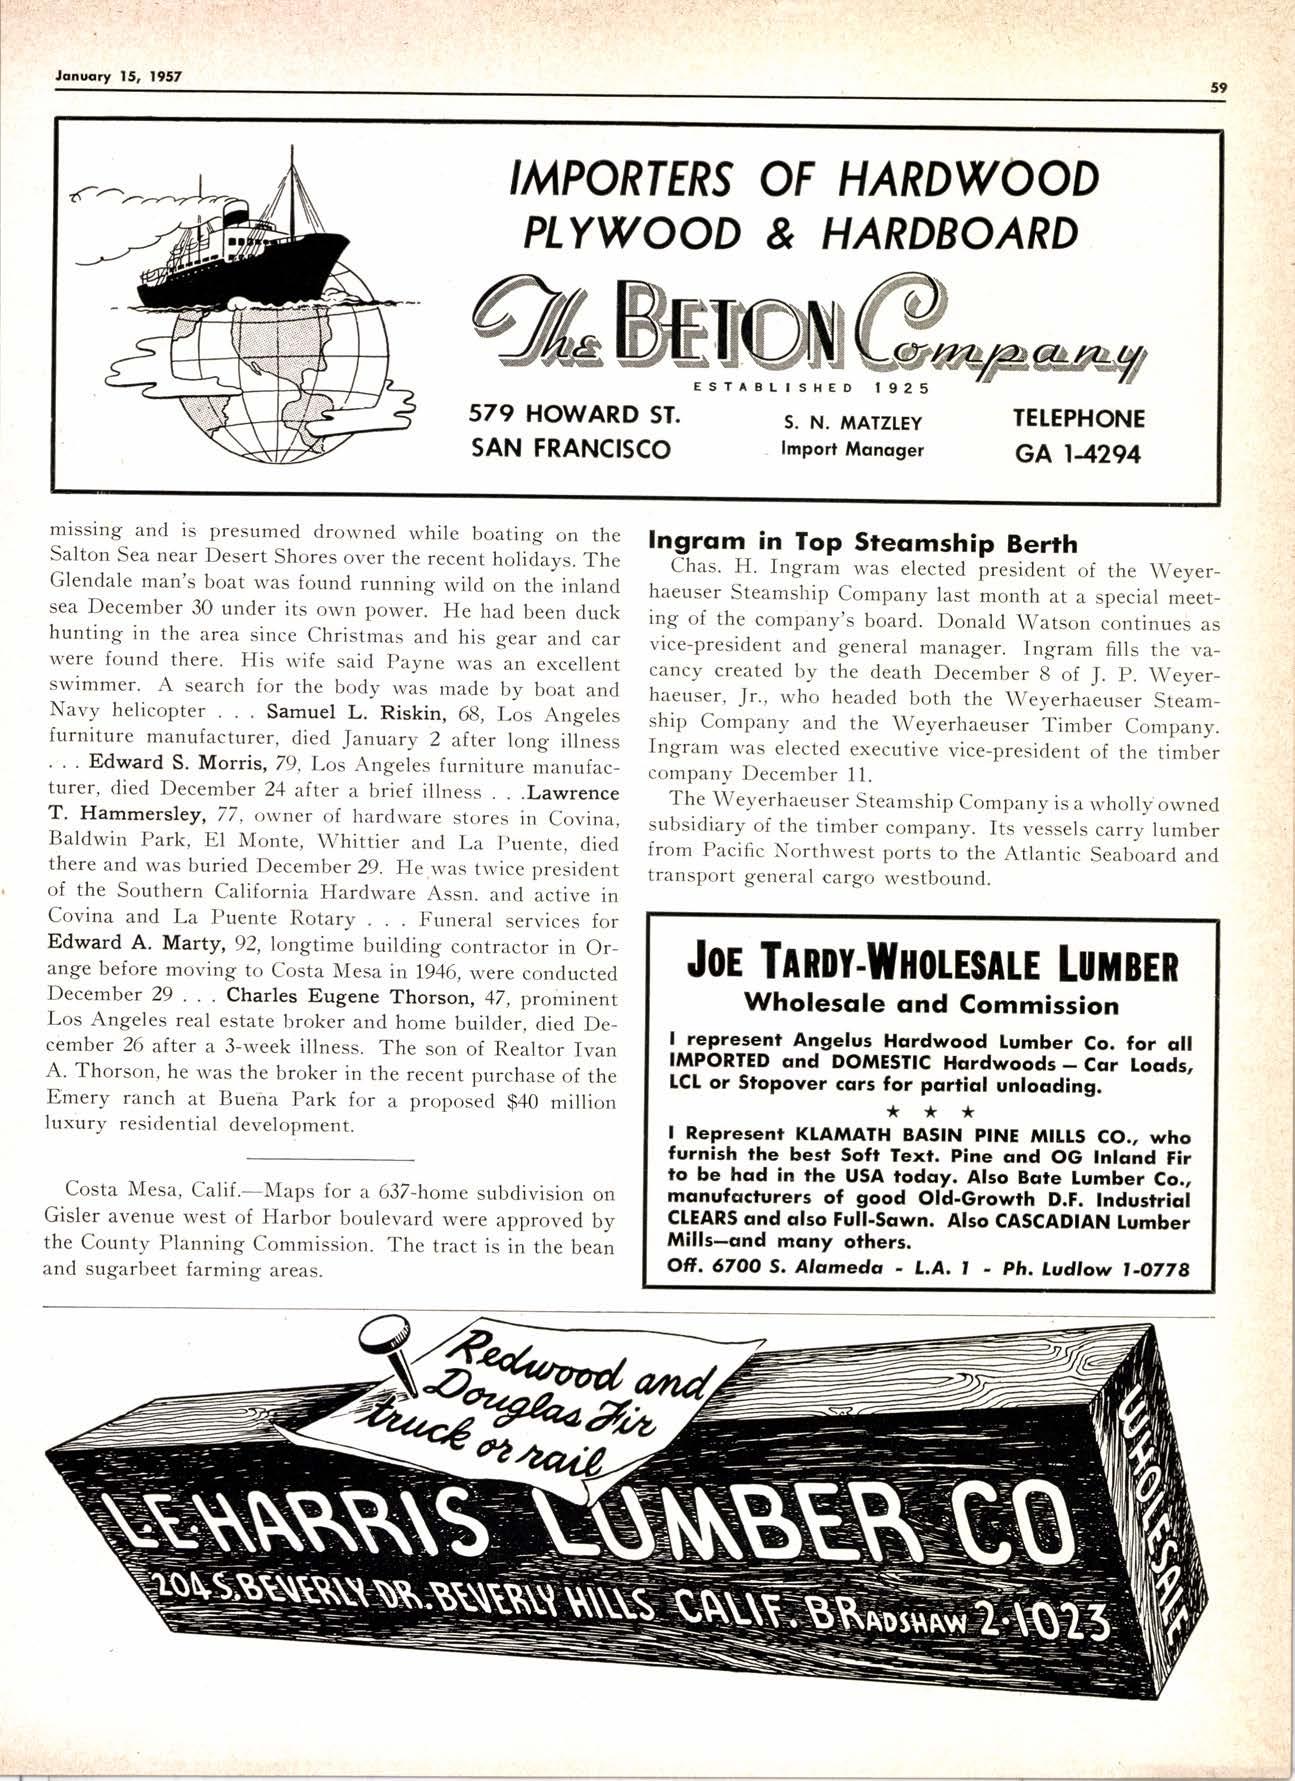 January 15, 1957
59
IMPORTERS OF HARDWOOD
PLYWOOD & HARDBOARD
The BETON Company
ESTABLISHED 1925
579 HOWARD ST.
SAN FRANCISCO
S. N. MATZLEY
Import Manager
TELEPHONE
GA 1-4294
missing and is presumed drowned while boating on the
Salton Sea near Desert Shores over the recent holidays. The
Glendale man's boat was found running wild on the inland
sea December 30 under its own power. He had been duck
hunting in the area since Christmas and his gear and car
were found there. His wife said Payne was an excellent
swimmer. A search for the body was made by boat and
Navy helicopter . . . Samuel L. Riskin, 68, Los Angeles
furniture manufacturer, died January 2 after long illness
. . . Edward S. Morris, 79, Los Angeles furniture manufac-
turer, died December 24 after a brief illness . . .Lawrence
T. Hammersley, 77, owner of hardware stores in Covina,
Baldwin Park, El Monte, Whittier and La Puente, died
there and was buried December 29. He was twice president
of the Southern California Hardware Assn. and active in
Covina and La Puente Rotary . . . Funeral services for
Edward A. Marty, 92, longtime building contractor in Or-
ange before moving to Costa Mesa in 1946, were conducted
December 29 . . . Charles Eugene Thorson, 47, prominent
Los Angeles real estate broker and home builder, died De-
cember 26 after a 3-week illness. The son of Realtor Ivan
A. Thorson, he was the broker in the recent purchase of the
Emery ranch at Buena Park for a proposed $40 million
luxury residential development.
Costa Mesa, Calif.—Maps for a 637-home subdivision on
Gisler avenue west of Harbor boulevard were approved by
the County Planning Commission. The tract is in the bean
and sugarbeet farming areas.
Ingram in Top Steamship Berth
Chas. H. Ingram was elected president of the Weyer-
haeuser Steamship Company last month at a special meet-
ing of the company's board. Donald Watson continues as
vice-president and general manager. Ingram fills the va-
cancy created by the death December 8 of J. P. Weyer-
haeuser, Jr., who headed both the Weyerhaeuser Steam-
ship Company and the Weyerhaeuser Timber Company.
Ingram was elected executive vice-president of the timber
company December 11.
The Weyerhaeuser Steamship Company is a wholly owned
subsidiary of the timber company. Its vessels carry lumber
from Pacific Northwest ports to the Atlantic Seaboard and
transport general cargo westbound.
JOE TARDY-WHOLESALE LUMBER
Wholesale and Commission
I represent Angelus Hardwood Lumber Co. for all
IMPORTED and DOMESTIC Hardwoods — Car Loads,
LCL or Stopover cars for partial unloading.
★ ★ ★
I Represent KLAMATH BASIN PINE MILLS CO., who
furnish the best Soft Text. Pine and OG Inland Fir
to be had in the USA today. Also Bate Lumber Co.,
manufacturers of good Old-Growth D.F. Industrial
CLEARS and also Full-Sawn. Also CASCADIAN Lumber
Mills—and many others.
Off. 6700 S. Alameda - L.A. 1 - Ph. Ludlow 1-0778
Redwood and
Douglas Fir
truck or rail
L.E. HARRIS LUMBER CO
204 S. BEVERLY DR. BEVERLY HILLS CALIF. BRADSHAW 2·1023
WHOLESALE